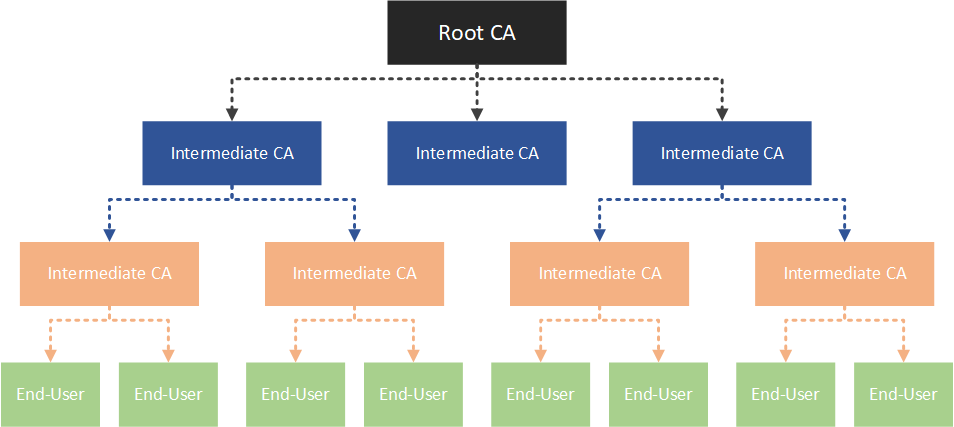 Root CA
Intermediate CA
Intermediate CA
Intermediate CA
Intermediate CA
Intermediate CA
Intermediate CA
Intermediate CA
End-User
End-User
End-User
End-User
End-User
End-User
End-User
End-User